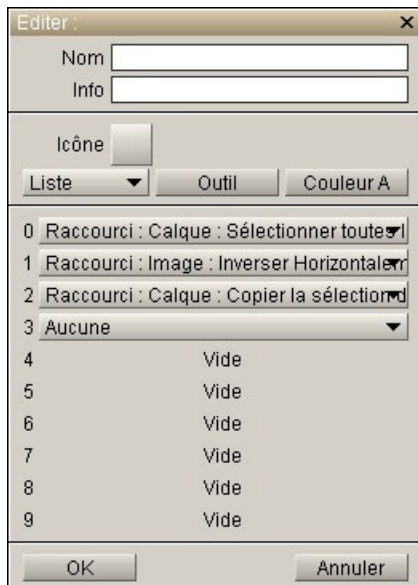 Editer :
Nom
Info
Icône
Liste Outil Couleur A
0 Raccourci : Calque : Sélectionner toutes l
1 Raccourci : Image : Inverser Horizontalem
2 Raccourci : Calque : Copier la sélection d
3 Aucune
4 Vide
5 Vide
6 Vide
7 Vide
8 Vide
9 Vide
OK Annuler